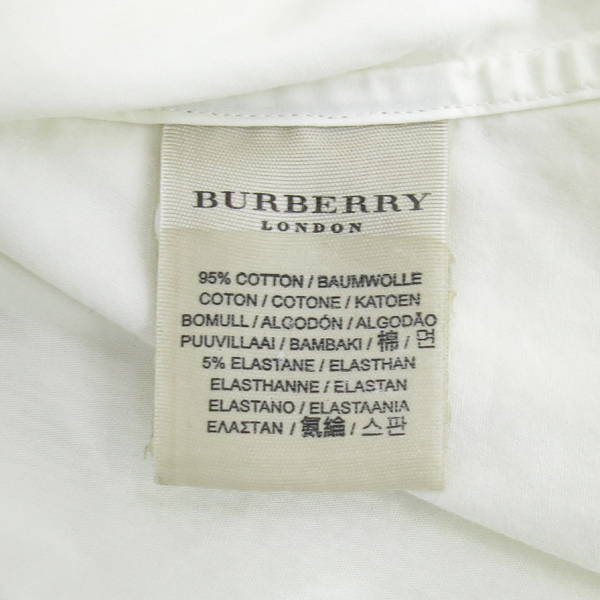 BURBERRY
LONDON
95% COTTON / BAUMWOLLE
COTON / COTONE / KATOEN
BOMULL / ALGODÓN / ALGODÃO
PUUVILLAAI / BAMBAKI / 棉 / 면
5% ELASTANE / ELASTHAN
ELASTHANNE / ELASTAN
ELASTANO / ELASTAANIA
ΕΛΑΣΤΑΝ / 氨綸 / 스판